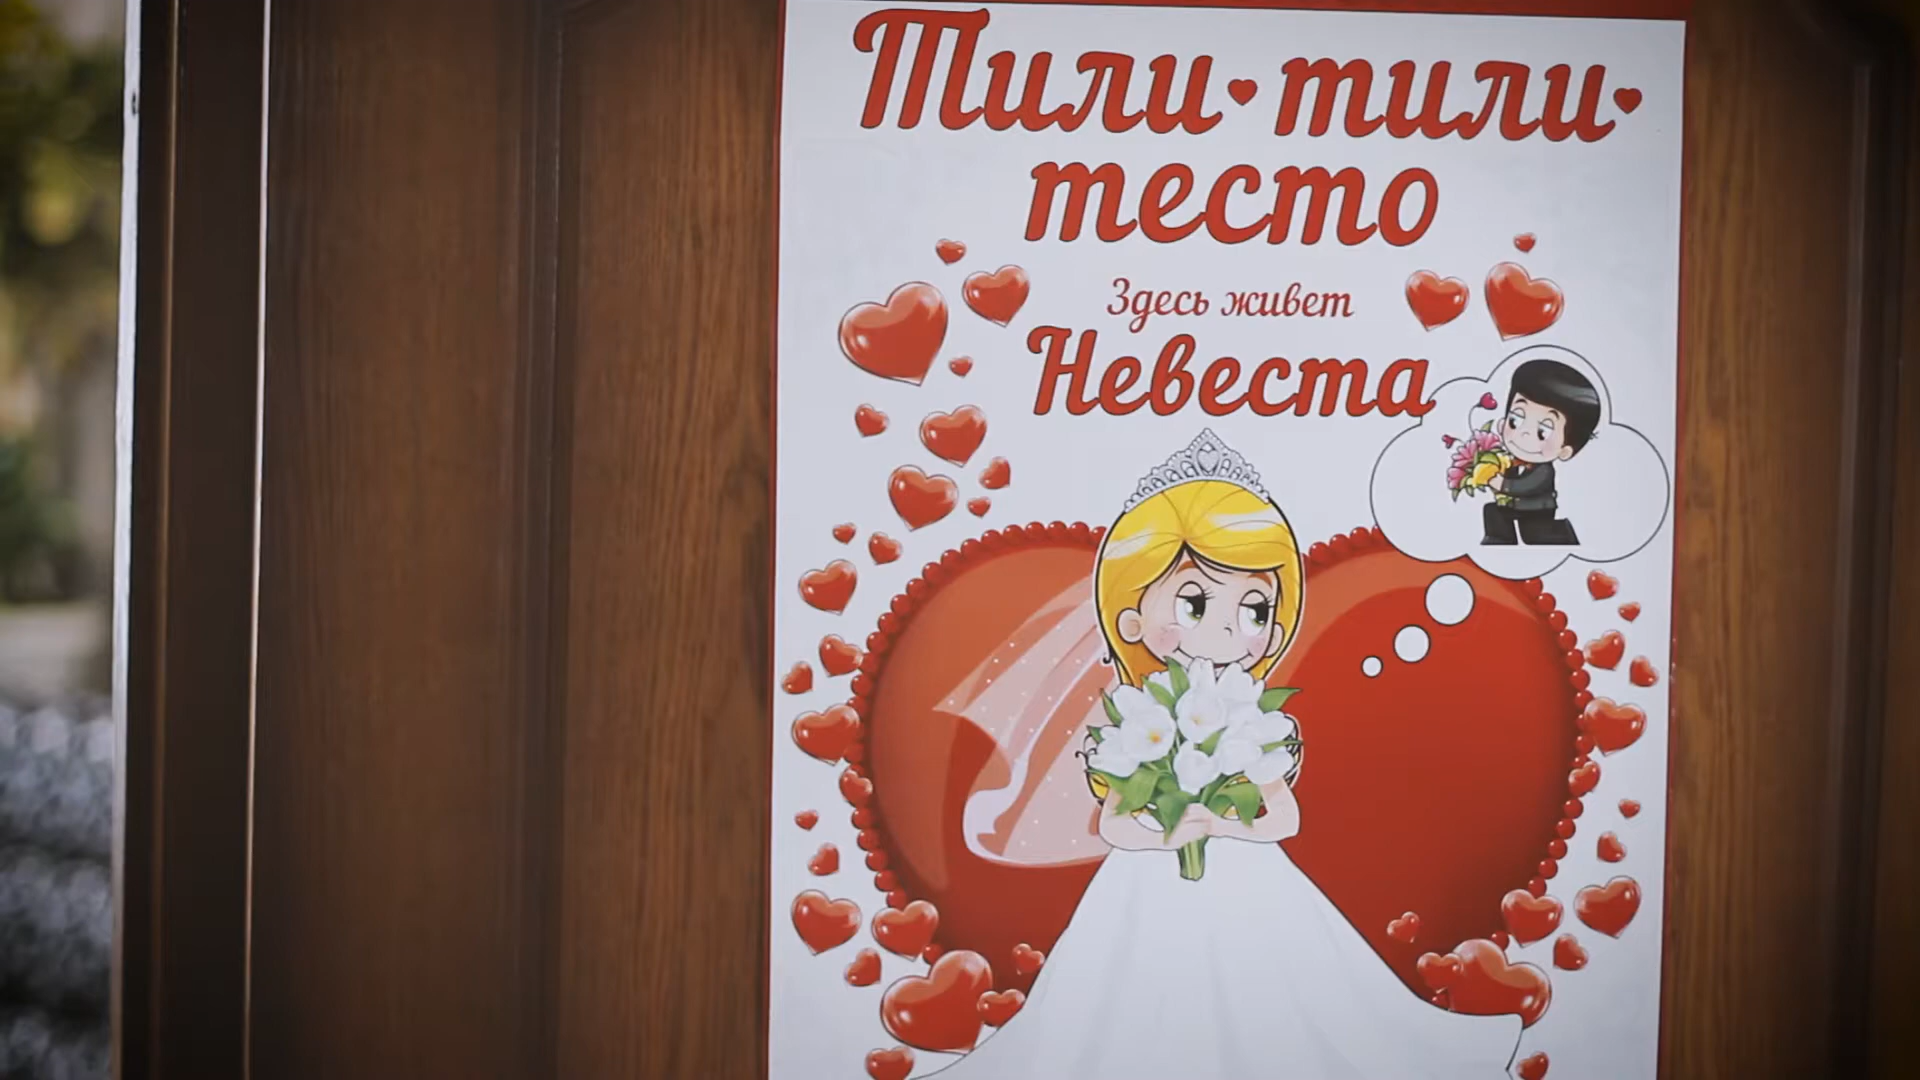 Тили тили
тесто
Здесь живет
Невеста